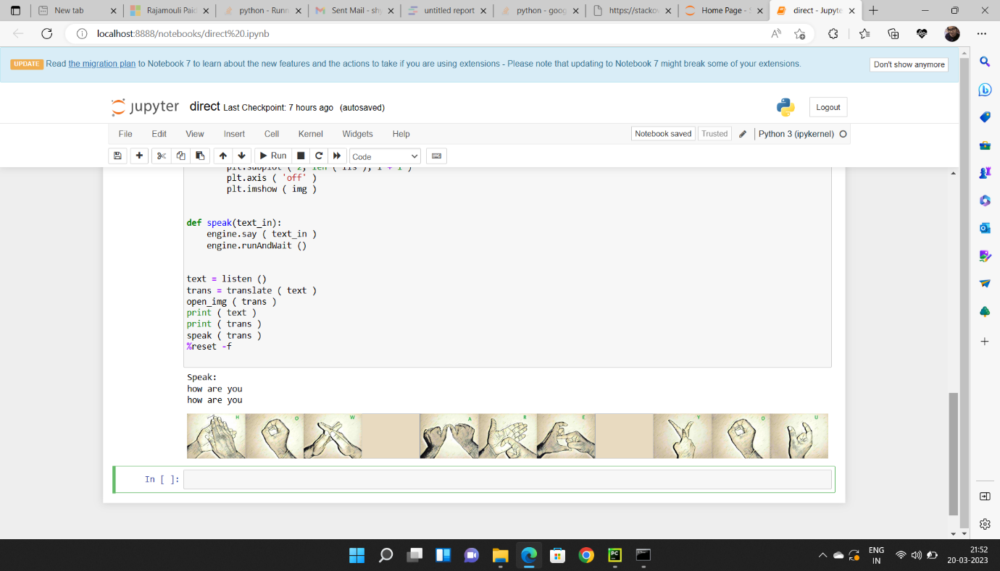 New tab
Rajamouli Paid
python - Runn
Sent Mail - sh
untitled report
python - goog
https://stacko
Home Page -
direct - Jupyte
localhost:8888/notebooks/direct%20.ipynb
UPDATE Read the migration plan to Notebook 7 to learn about the new features and the actions to take if you are using extensions - Please note that updating to Notebook 7 might break some of your extensions.
Don't show anymore
jupyter direct Last Checkpoint: 7 hours ago (autosaved)
Logout
File Edit View Insert Cell Kernel Widgets Help
Notebook saved Trusted Python 3 (ipykernel)
Run Code
plt.subplot ( 2, len ( lis ), i + 1 )
plt.axis ( 'off' )
plt.imshow ( img )
def speak(text_in):
engine.say ( text_in )
engine.runAndWait ()
text = listen ()
trans = translate ( text )
open_img ( trans )
print ( text )
print ( trans )
speak ( trans )
%reset -f
Speak:
how are you
how are you
H O W A R E Y O U
In [ ]:
ENG
IN
21:52
20-03-2023